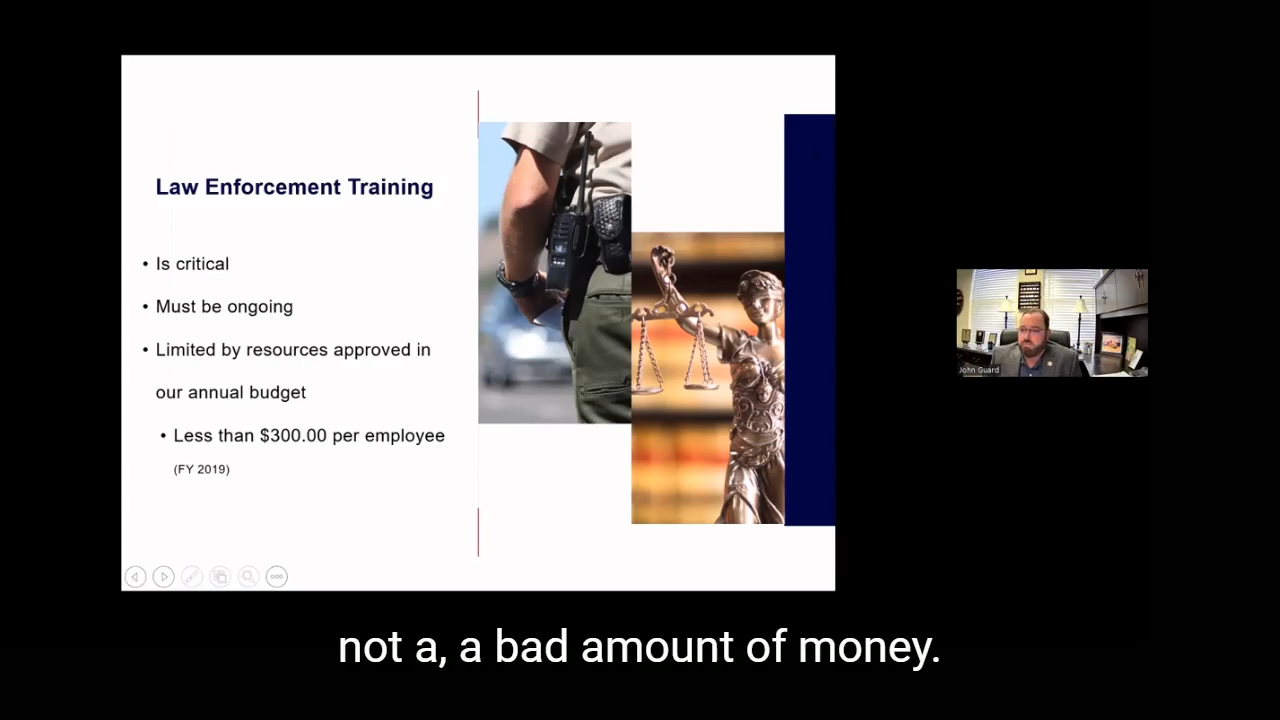 Law Enforcement Training
• Is critical
• Must be ongoing
• Limited by resources approved in
our annual budget
• Less than $300.00 per employee
(FY 2019)
John Guard
not a, a bad amount of money.